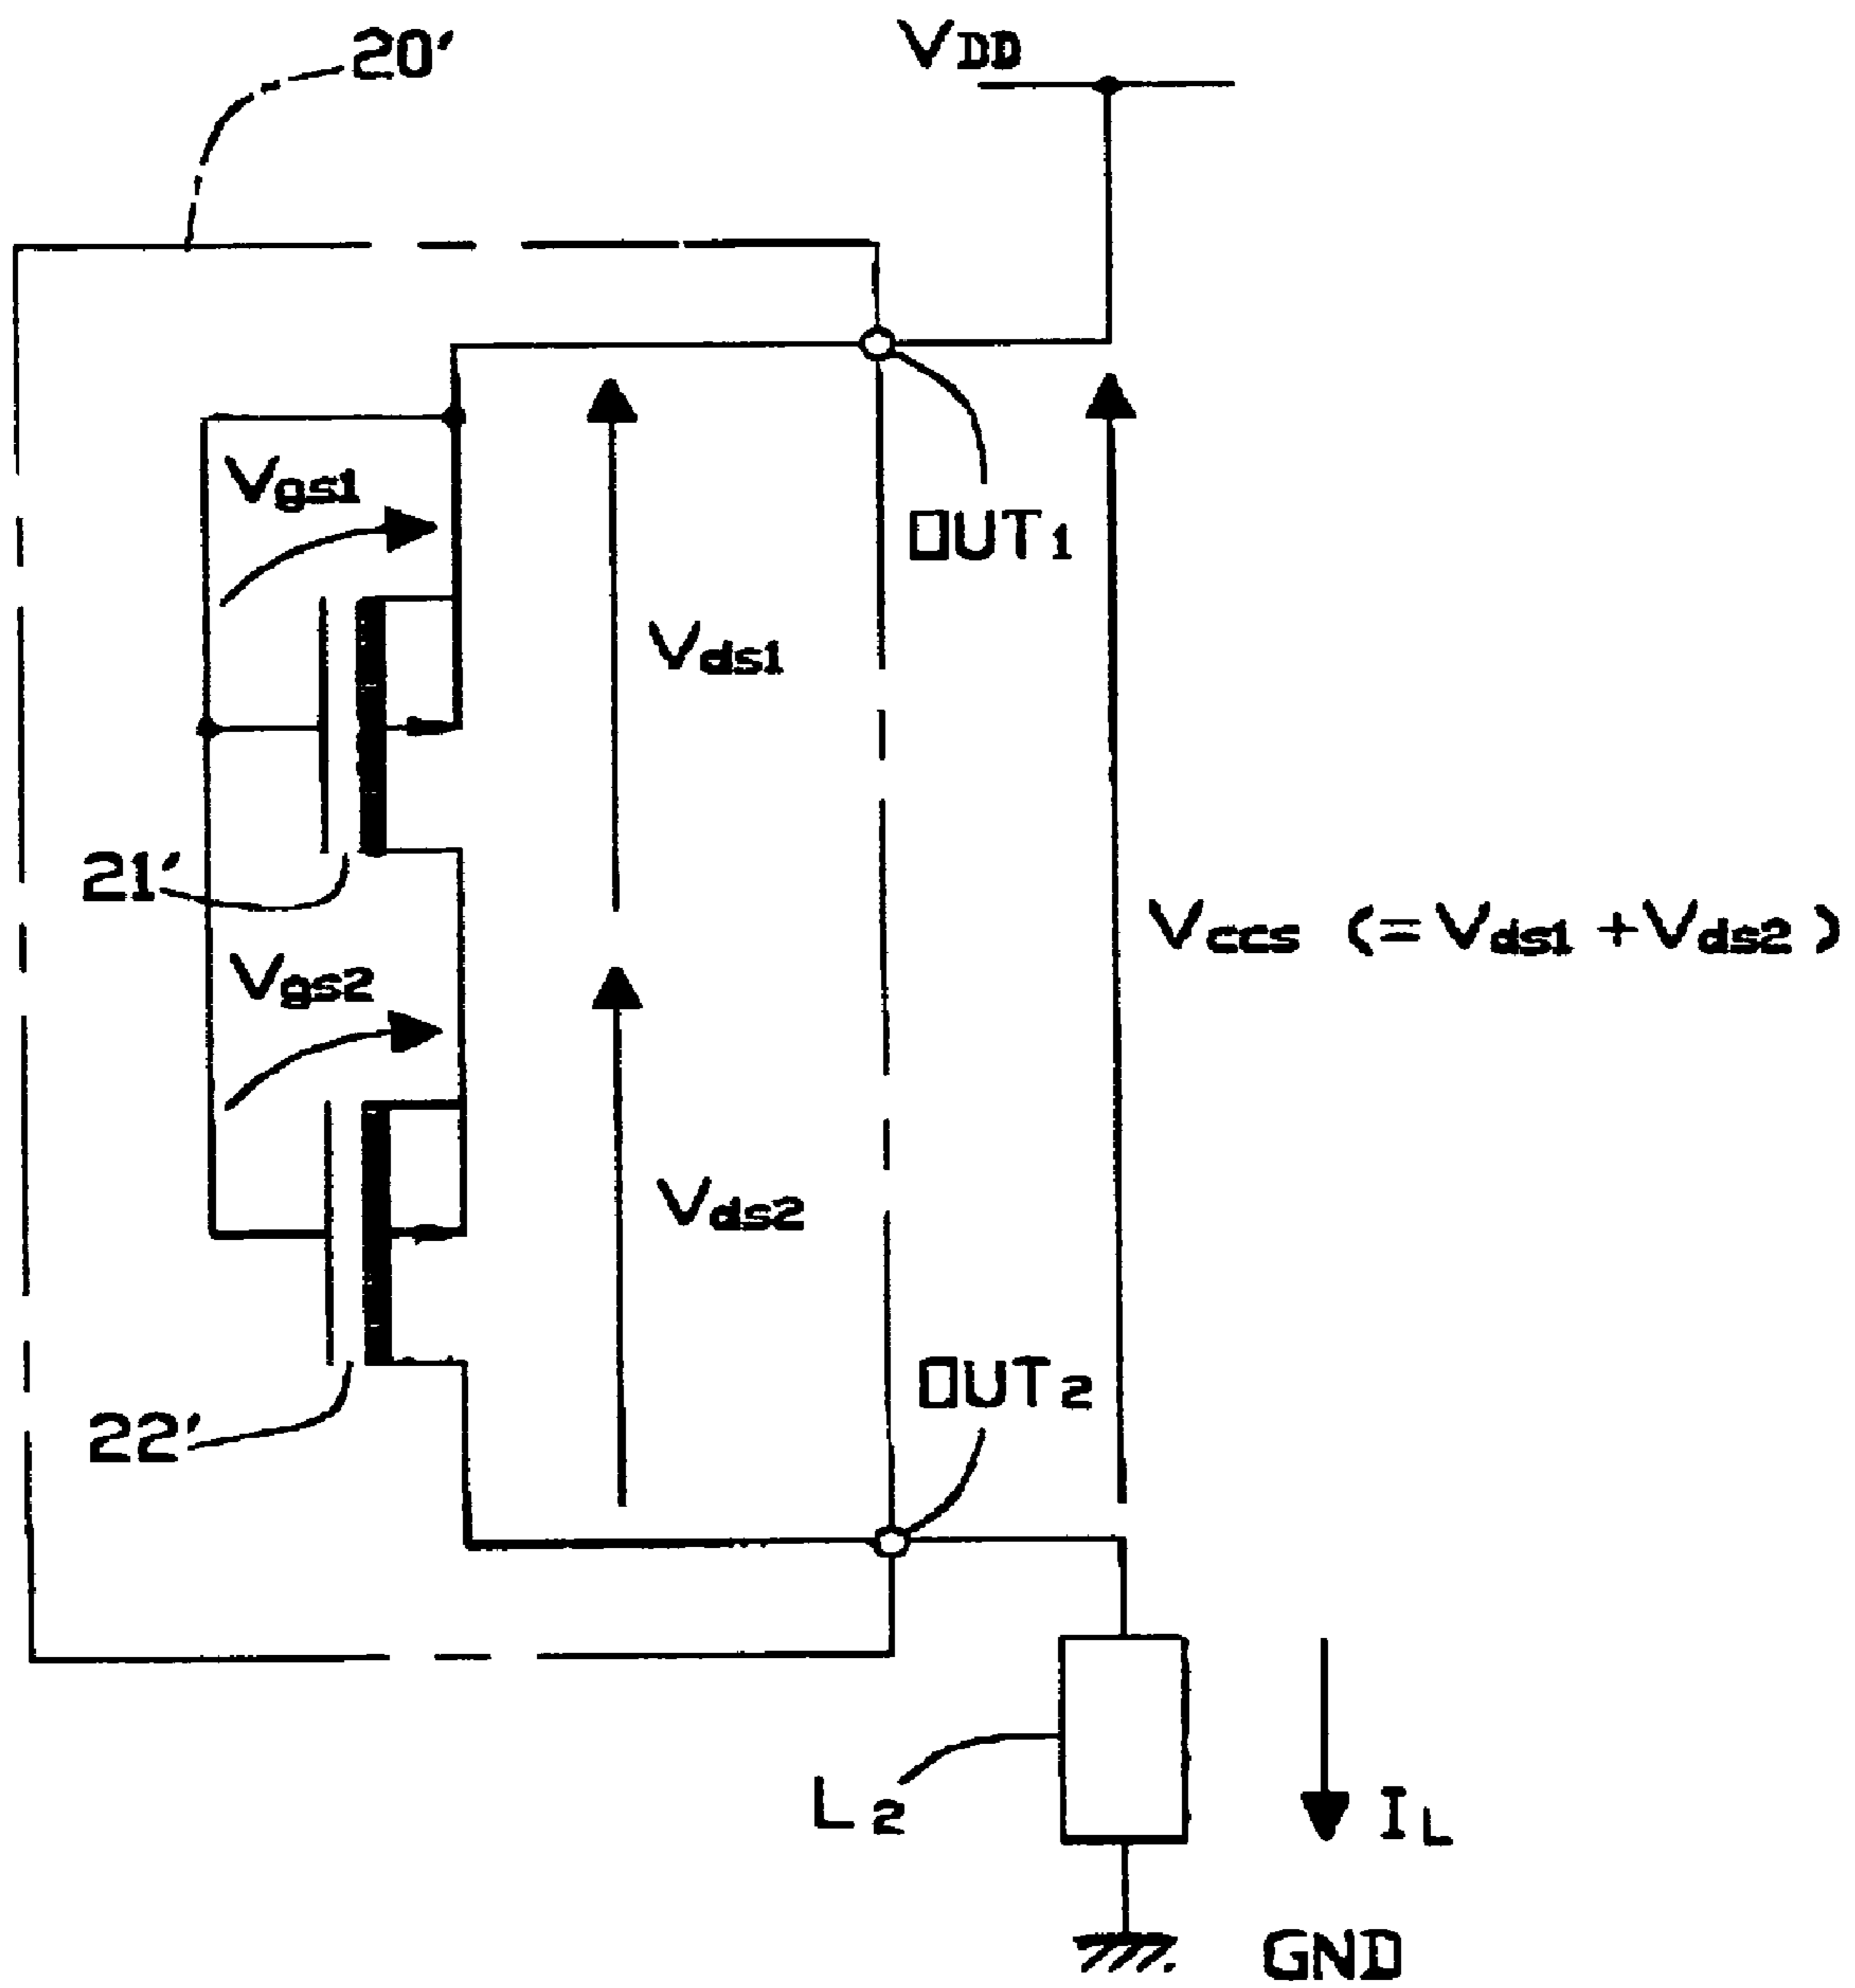 20'
VDD
Vgs1
OUT1
Vds1
21'
Vccs (=Vds1 +Vds2 )
Vgs2
Vds2
OUT2
22'
L2
IL
GND